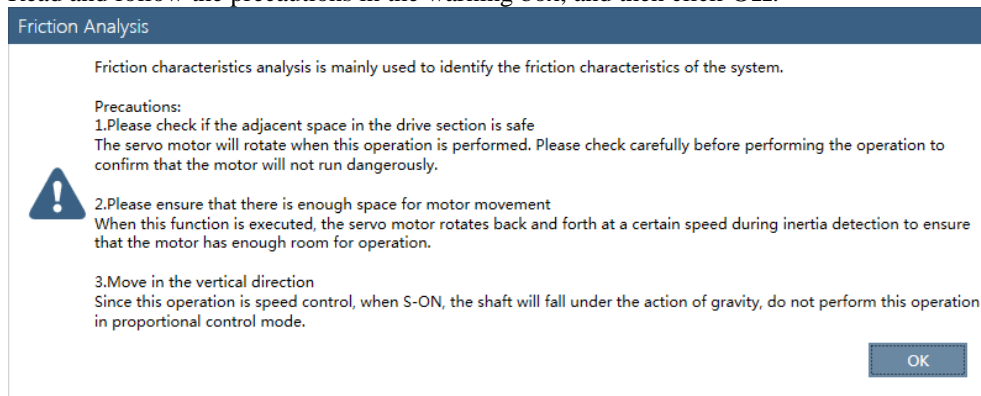 Friction Analysis
Friction characteristics analysis is mainly used to identify the friction characteristics of the system.
Precautions:
1.Please check if the adjacent space in the drive section is safe
The servo motor will rotate when this operation is performed. Please check carefully before performing the operation to
confirm that the motor will not run dangerously.
2.Please ensure that there is enough space for motor movement
When this function is executed, the servo motor rotates back and forth at a certain speed during inertia detection to ensure
that the motor has enough room for operation.
3.Move in the vertical direction
Since this operation is speed control, when S-ON, the shaft will fall under the action of gravity, do not perform this operation
in proportional control mode.
OK